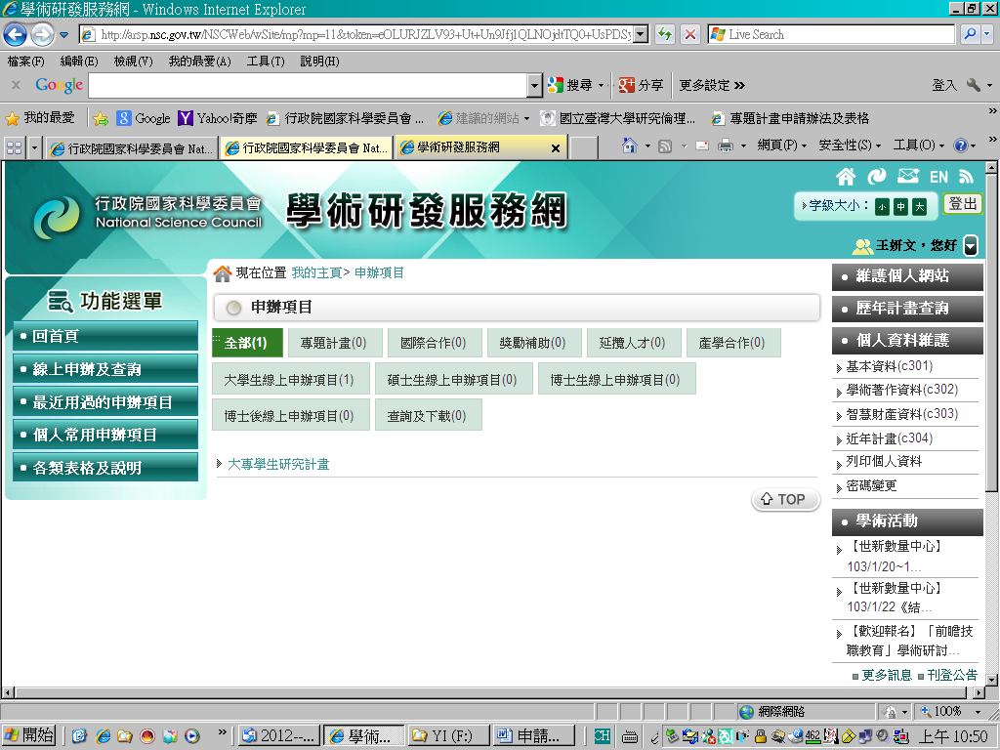 學術研發服務網 - Windows Internet Explorer
http://arsp.nsc.gov.tw/NSCWeb/wSite/mp?mp=11&token=eOLURJZLV93+Ut+Un9Jfj1QLNOjdtTQ0+UsPDSy
Live Search
檔案(F) 編輯(E) 檢視(V) 我的最愛(A) 工具(T) 說明(H)
Google 搜尋 分享 更多設定 » 登入
我的最愛 Google Yahoo!奇摩 行政院國家科學委員會 ... 建議的網站 國立臺灣大學研究倫理... 專題計畫申請辦法及表格 »
行政院國家科學委員會 Nat... 行政院國家科學委員會 Nat... 學術研發服務網 網頁(P) 安全性(S) 工具(O) »
行政院國家科學委員會
National Science Council
學術研發服務網
EN
字級大小： 小 中 大 登出
王妍文，您好
功能選單
回首頁
線上申辦及查詢
最近用過的申辦項目
個人常用申辦項目
各類表格及說明
現在位置 我的主頁> 申辦項目
申辦項目
全部(1) 專題計畫(0) 國際合作(0) 獎勵補助(0) 延攬人才(0) 產學合作(0)
大學生線上申辦項目(1) 碩士生線上申辦項目(0) 博士生線上申辦項目(0)
博士後線上申辦項目(0) 查詢及下載(0)
大專學生研究計畫
TOP
維護個人網站
歷年計畫查詢
個人資料維護
基本資料(c301)
學術著作資料(c302)
智慧財產資料(c303)
近年計畫(c304)
列印個人資料
密碼變更
學術活動
【世新數量中心】
103/1/20~1...
【世新數量中心】
103/1/22《結...
【歡迎報名】「前瞻技
職教育」學術研討...
更多訊息 刊登公告
網際網路 100%
開始 » 2012--... 學術... YI (F:) 申請... CH 462 上午 10:50